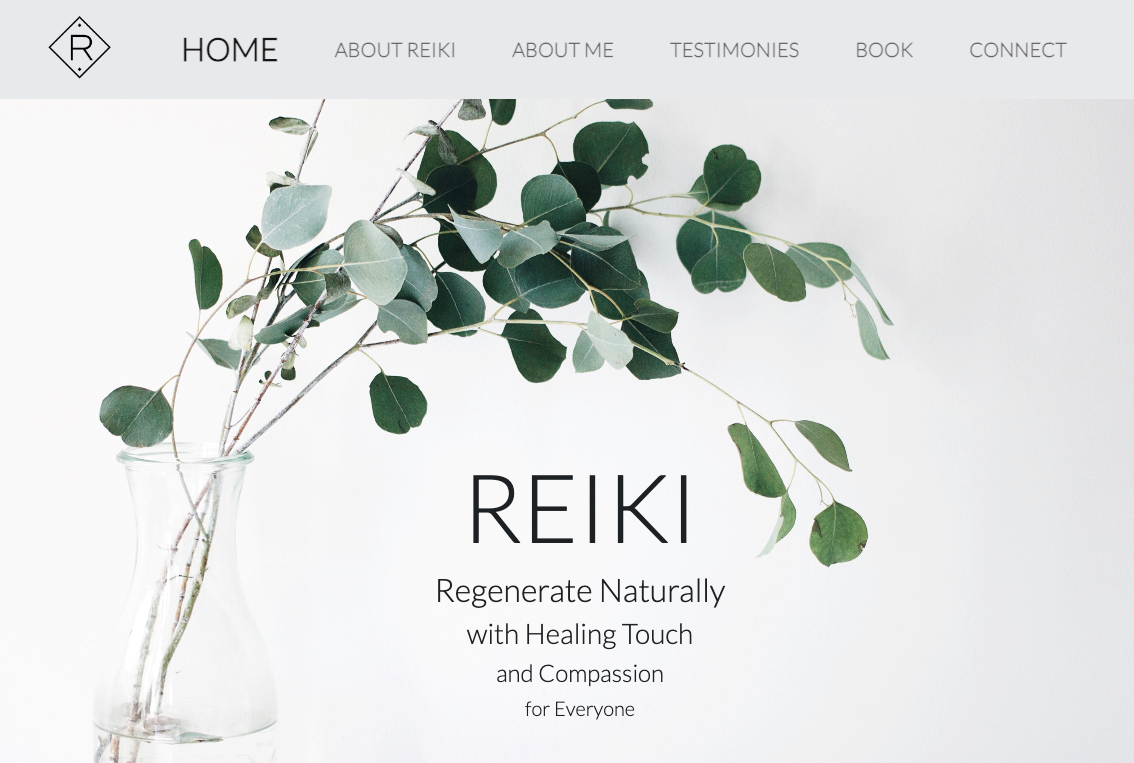 R
HOME ABOUT REIKI ABOUT ME TESTIMONIES BOOK CONNECT
REIKI
Regenerate Naturally
with Healing Touch
and Compassion
for Everyone